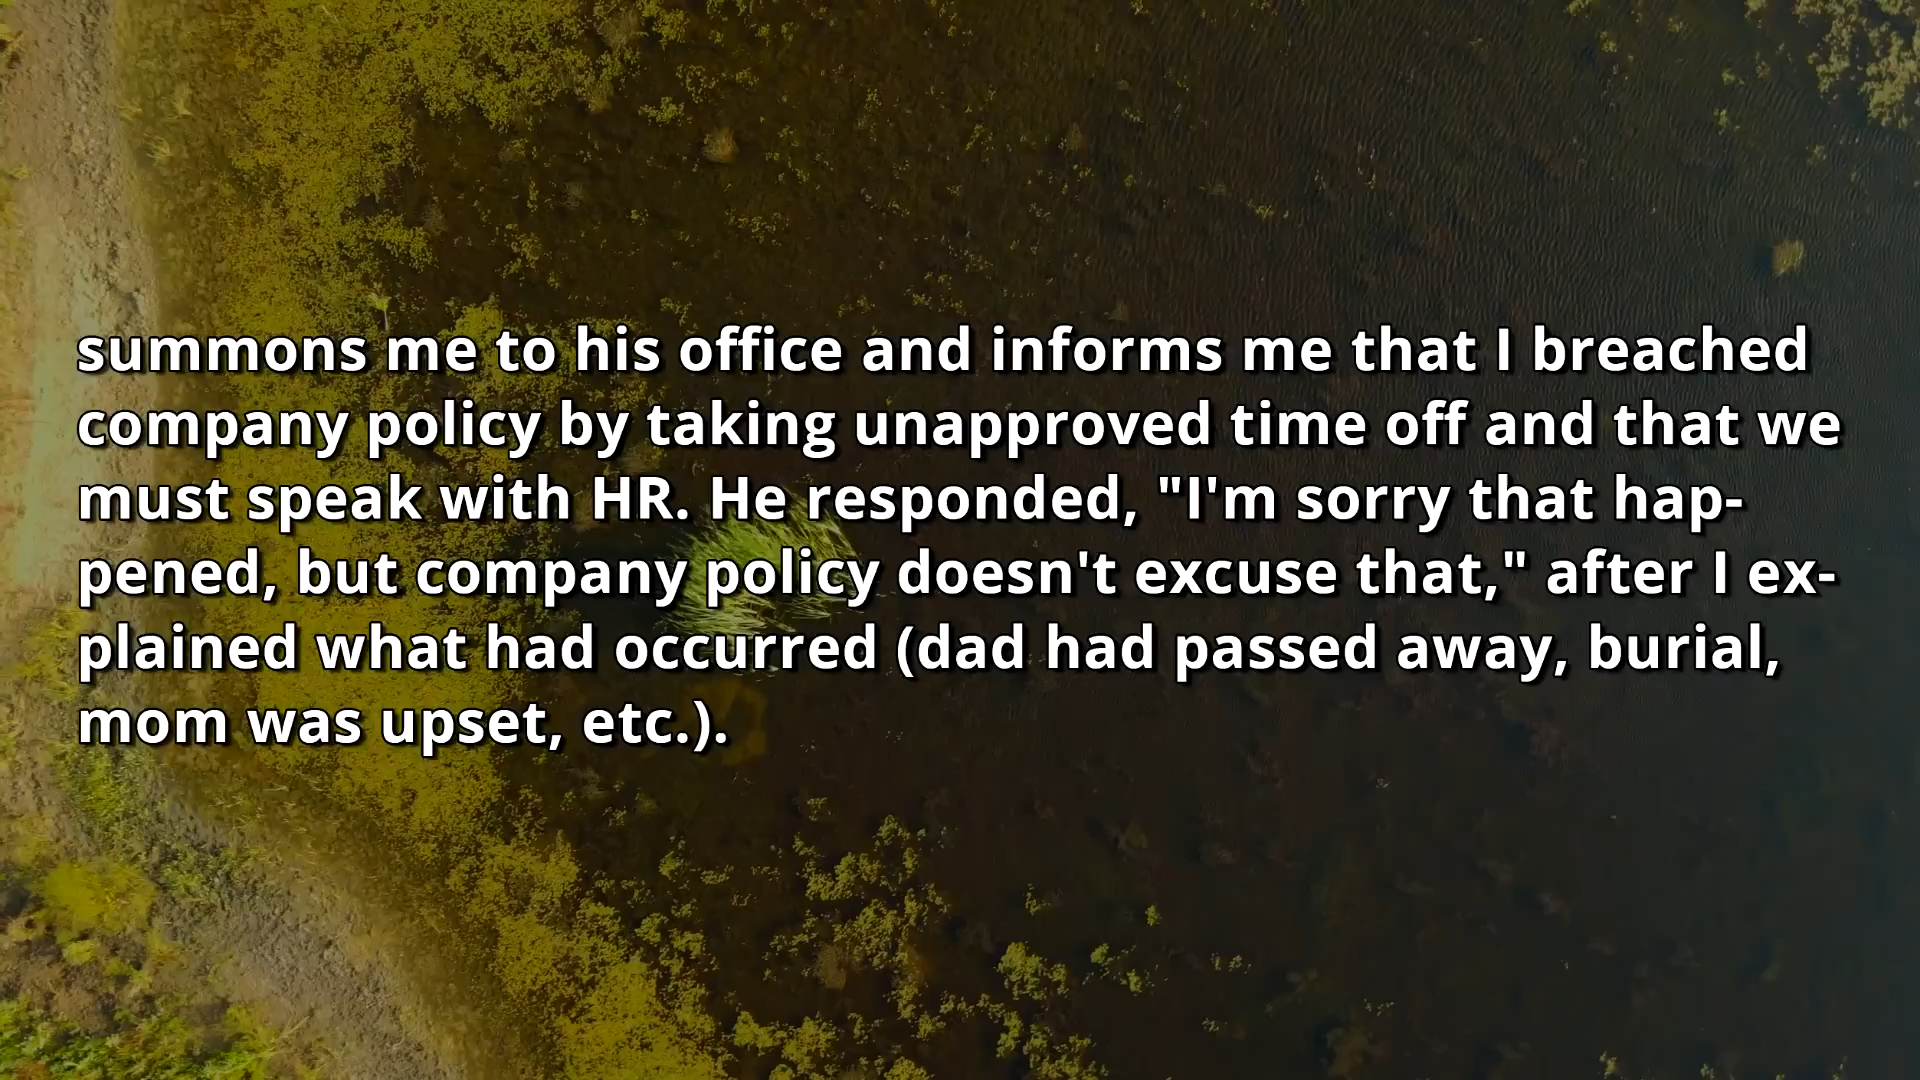 summons me to his office and informs me that I breached
company policy by taking unapproved time off and that we
must speak with HR. He responded, "I'm sorry that hap-
pened, but company policy doesn't excuse that," after I ex-
plained what had occurred (dad had passed away, burial,
mom was upset, etc.).